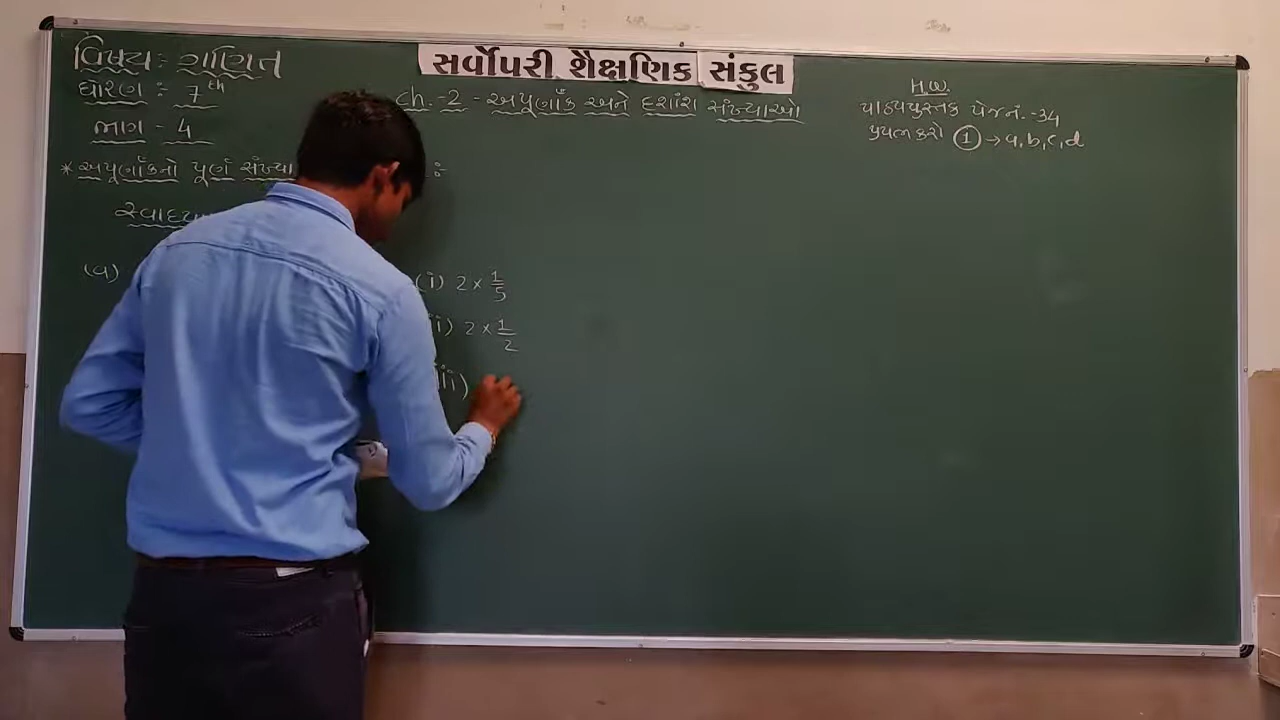 વિષય : ગણિત
ધોરણ : 7th
ભાગ - 4
સર્વોપરી શૈક્ષણિક સંકુલ
ch. - 2 - અપૂર્ણાંક અને દશાંશ સંખ્યાઓ
H.W.
પાઠ્યપુસ્તક પેજ નં. - 34
પ્રયત્ન કરો ① → a, b, c, d
* અપૂર્ણાંકનો પૂર્ણ સંખ્યા :-
(a)
(i) 2 × 1/5
ii) 2 × 1/2
iii)